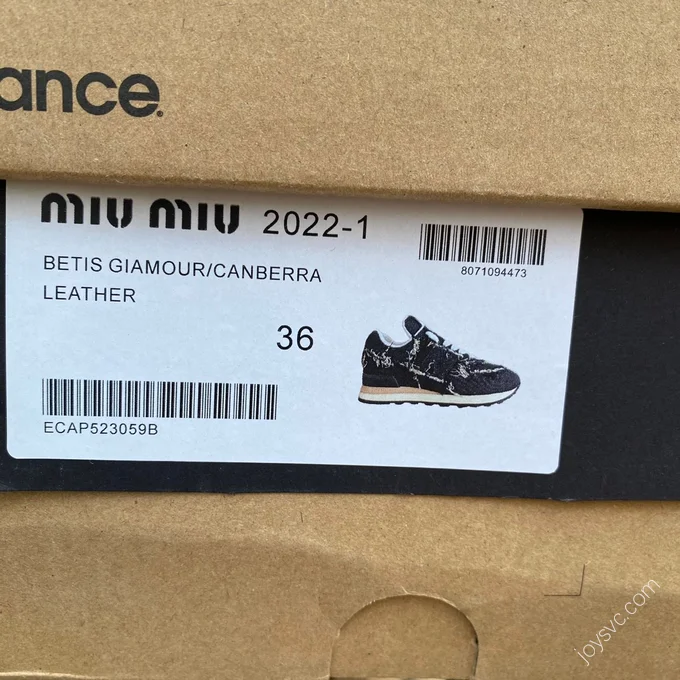 ance.
miu miu 2022-1
8071094473
BETIS GIAMOUR/CANBERRA
LEATHER
36
ECAP523059B
joysvc.com